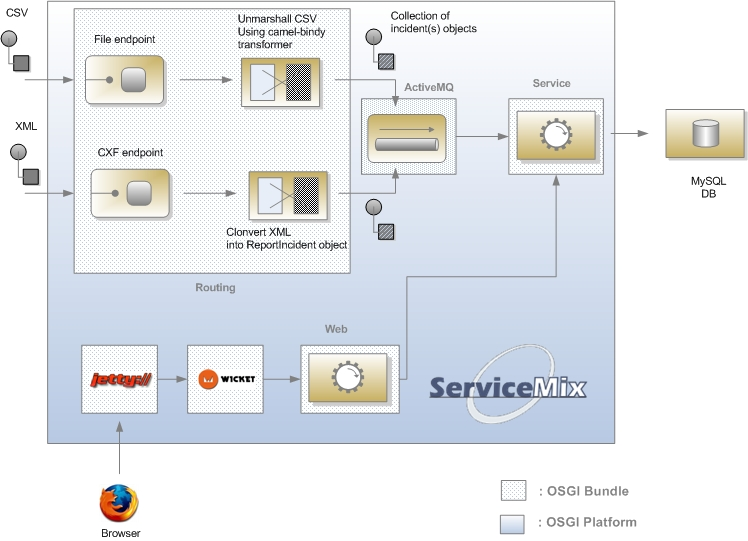 CSV
File endpoint
Unmarshall CSV
Using camel-bindy
transformer
Collection of
incident(s) objects
ActiveMQ
Service
XML
CXF endpoint
Clonvert XML
into ReportIncident object
MySQL
DB
Routing
Web
jetty://
WICKET
ServiceMix
Browser
: OSGI Bundle
: OSGI Platform